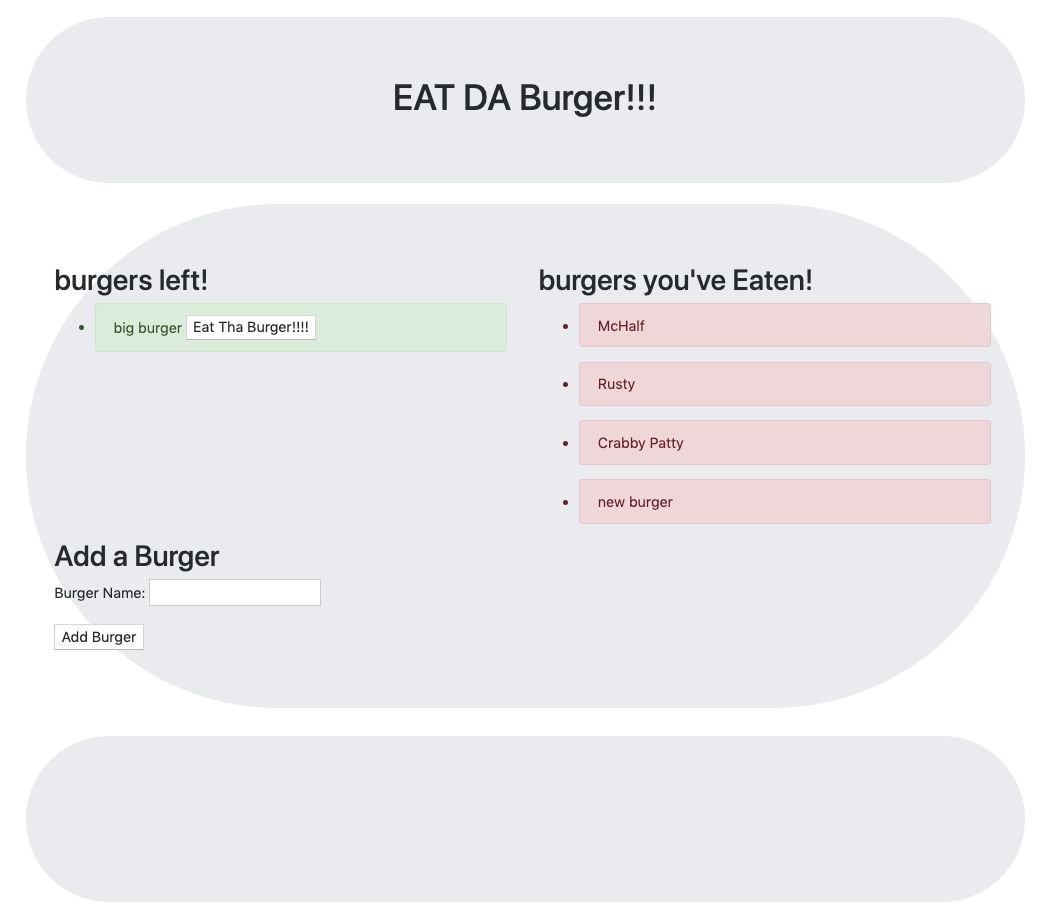 EAT DA Burger!!!
burgers left!
big burger Eat Tha Burger!!!!
burgers you've Eaten!
McHalf
Rusty
Crabby Patty
new burger
Add a Burger
Burger Name:
Add Burger